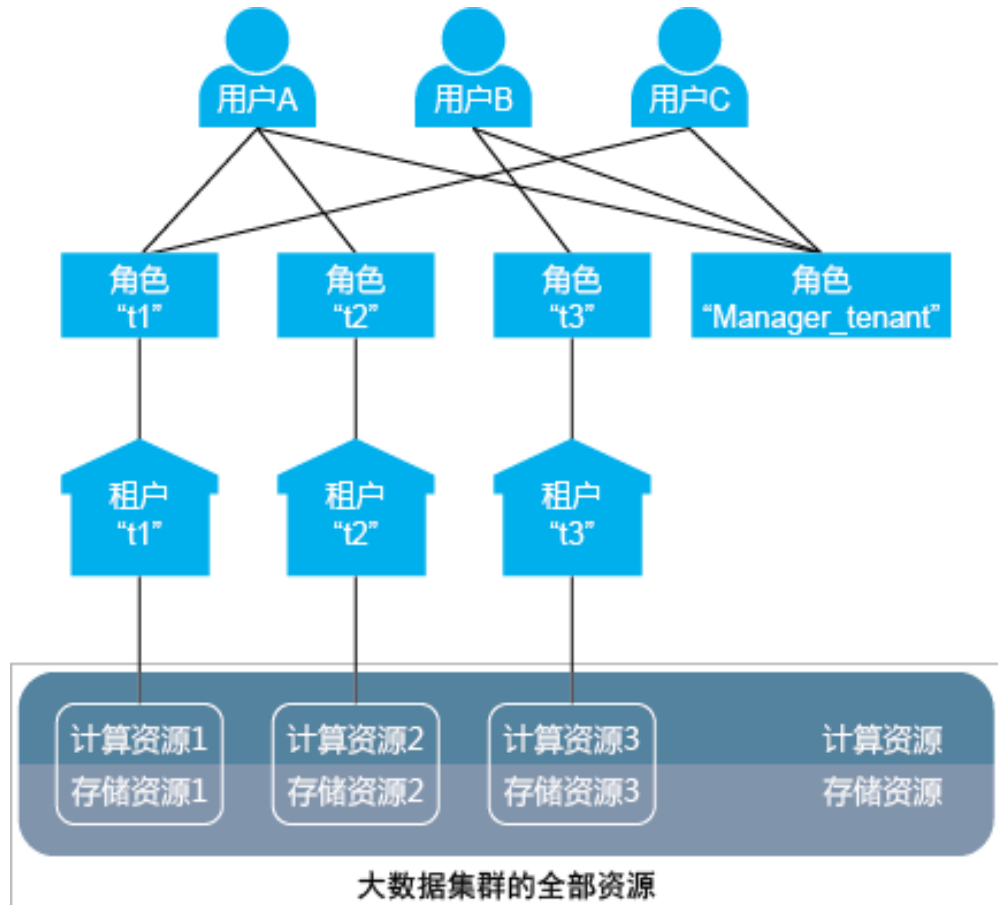 用户A
用户B
用户C
角色
“t1”
角色
“t2”
角色
“t3”
角色
“Manager_tenant”
租户
“t1”
租户
“t2”
租户
“t3”
计算资源1
计算资源2
计算资源3
计算资源
存储资源1
存储资源2
存储资源3
存储资源
大数据集群的全部资源